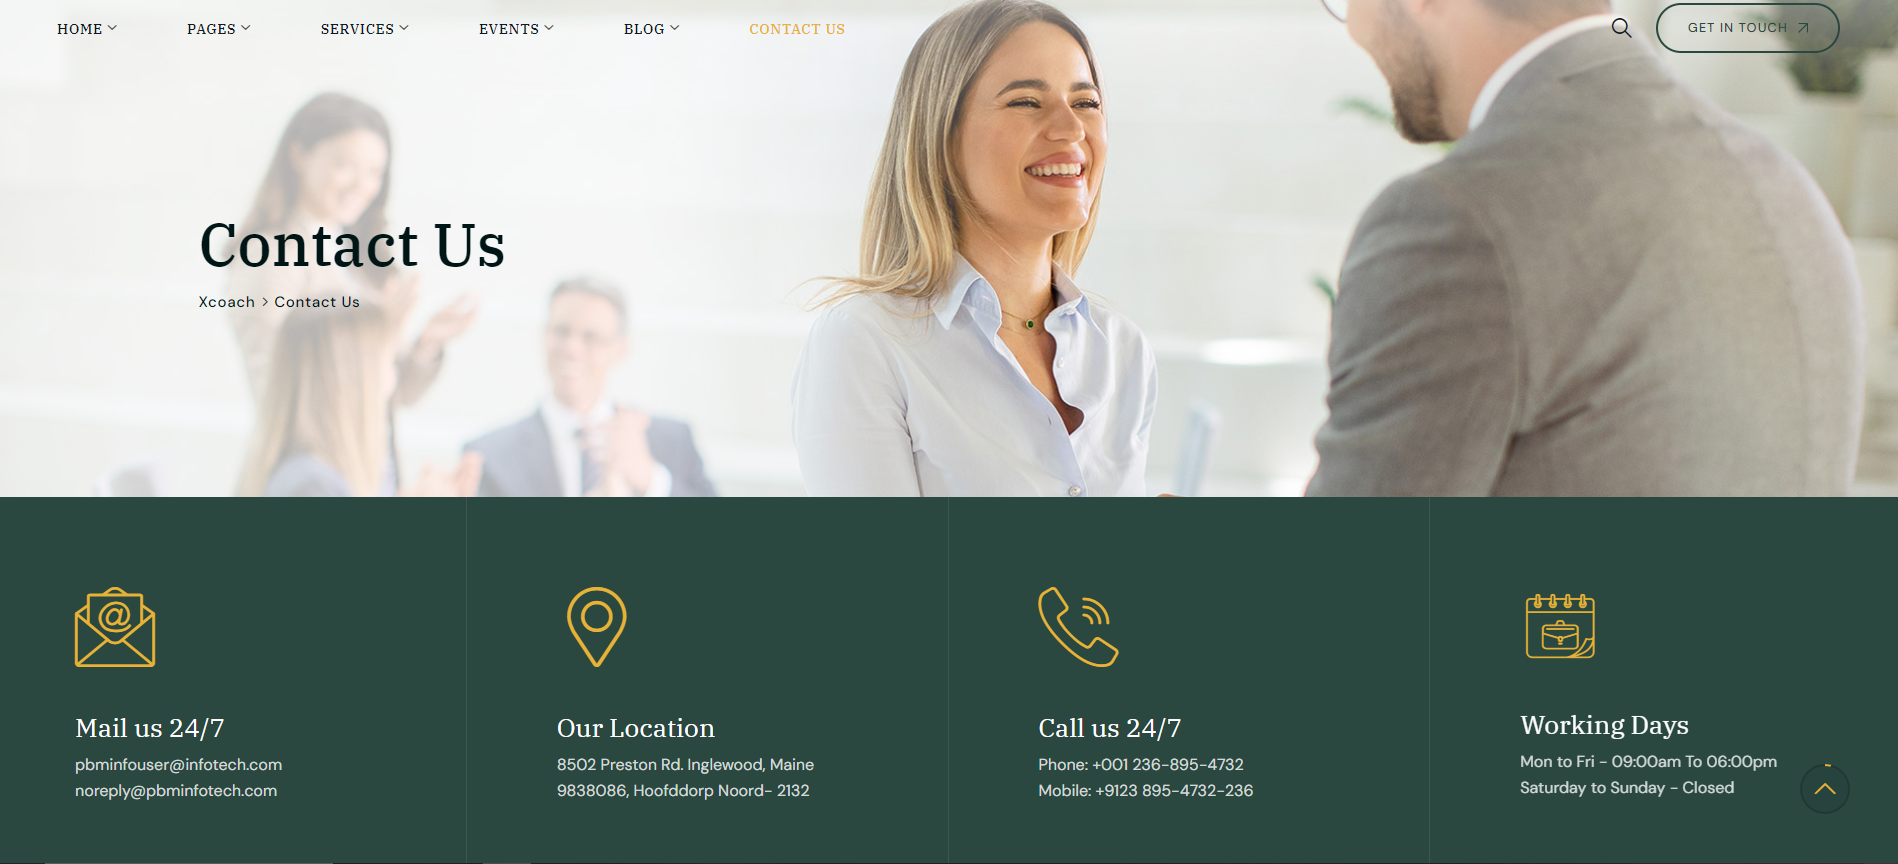 HOME
PAGES
SERVICES
EVENTS
BLOG
CONTACT US
GET IN TOUCH
Contact Us
Xcoach > Contact Us
@
Mail us 24/7
pbminfouser@infotech.com
noreply@pbminfotech.com
Our Location
8502 Preston Rd. Inglewood, Maine
9838086, Hoofddorp Noord- 2132
Call us 24/7
Phone: +001 236-895-4732
Mobile: +9123 895-4732-236
Working Days
Mon to Fri - 09:00am To 06:00pm
Saturday to Sunday - Closed